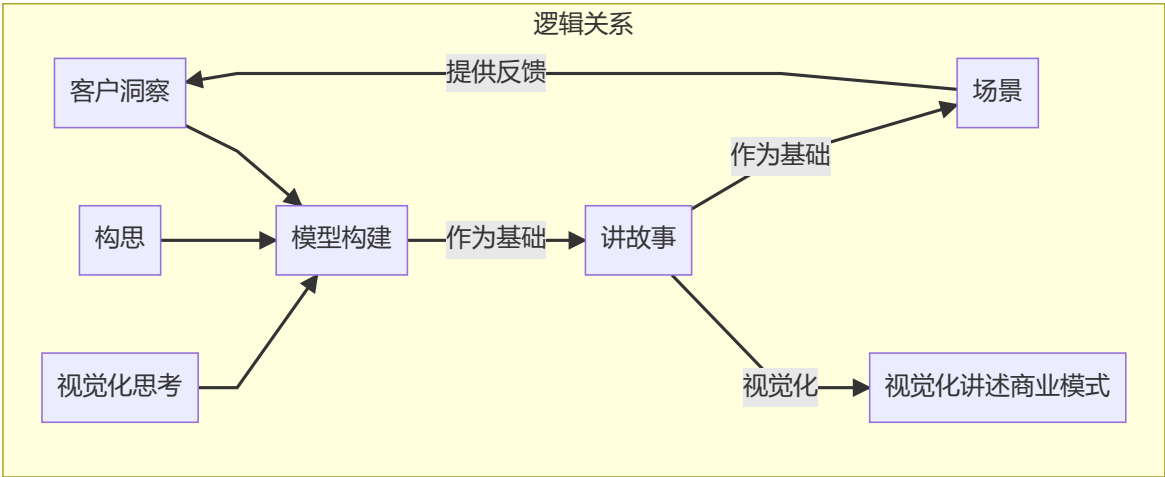 逻辑关系
提供反馈
客户洞察
场景
作为基础
构思
模型构建
作为基础
讲故事
视觉化思考
视觉化
视觉化讲述商业模式